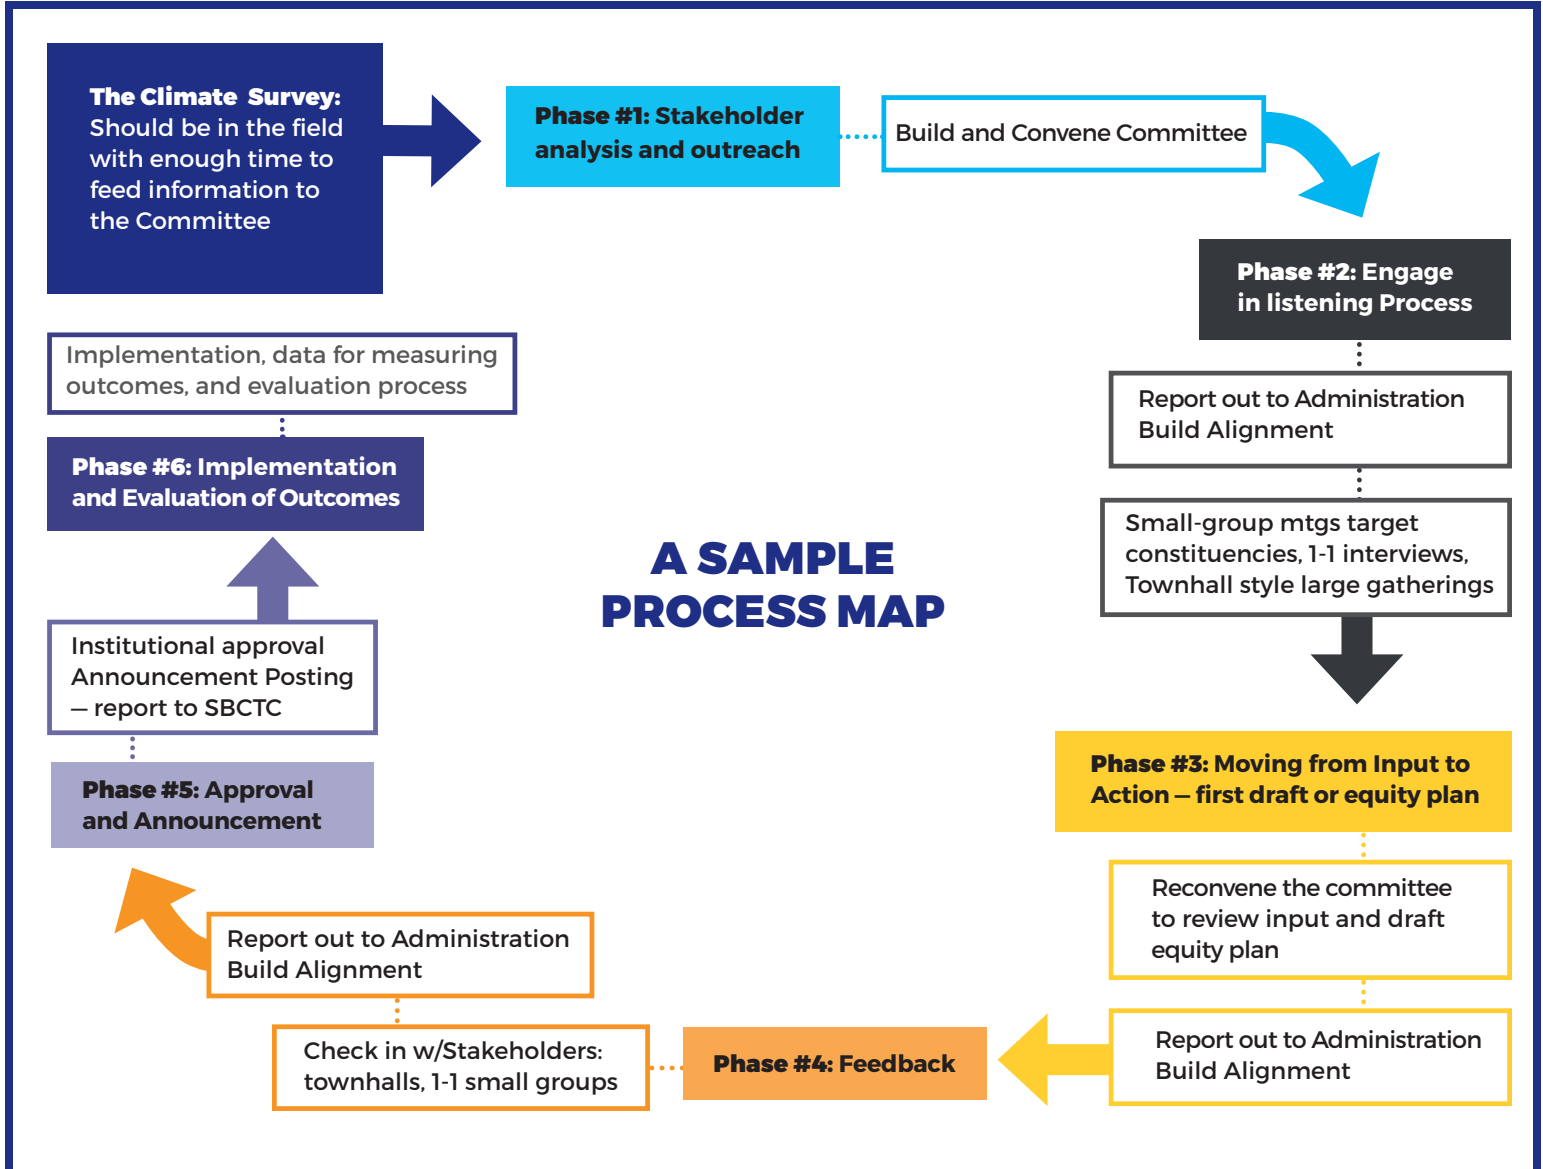 The Climate Survey:
Should be in the field
with enough time to
feed information to
the Committee
Phase #1: Stakeholder
analysis and outreach
Build and Convene Committee
Phase #2: Engage
in listening Process
Report out to Administration
Build Alignment
Small-group mtgs target
constituencies, 1-1 interviews,
Townhall style large gatherings
Phase #3: Moving from Input to
Action — first draft or equity plan
Reconvene the committee
to review input and draft
equity plan
Report out to Administration
Build Alignment
Phase #4: Feedback
Check in w/Stakeholders:
townhalls, 1-1 small groups
Report out to Administration
Build Alignment
Phase #5: Approval
and Announcement
Institutional approval
Announcement Posting
— report to SBCTC
Phase #6: Implementation
and Evaluation of Outcomes
Implementation, data for measuring
outcomes, and evaluation process
A SAMPLE
PROCESS MAP